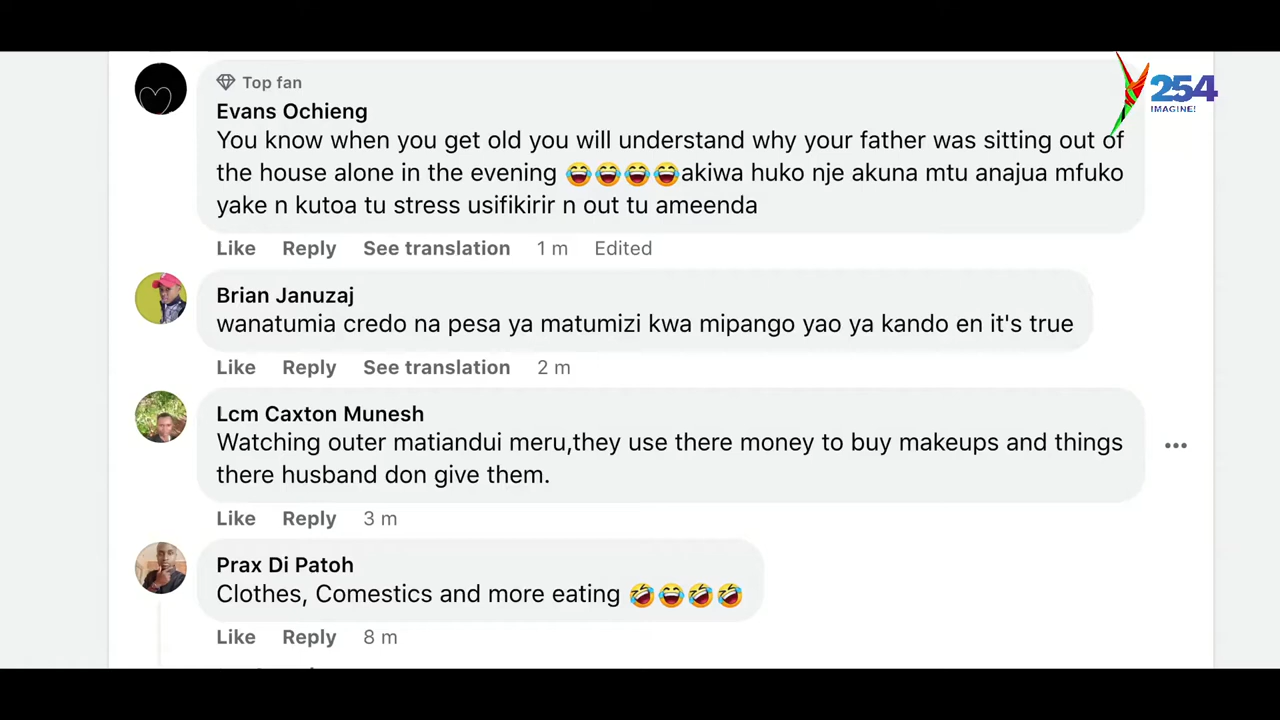 Top fan
254
IMAGINE!
Evans Ochieng
You know when you get old you will understand why your father was sitting out of
the house alone in the evening 😂😂😂😂akiwa huko nje akuna mtu anajua mfuko
yake n kutoa tu stress usifikirir n out tu ameenda
Like Reply See translation 1 m Edited
Brian Januzaj
wanatumia credo na pesa ya matumizi kwa mipango yao ya kando en it's true
Like Reply See translation 2 m
Lcm Caxton Munesh
Watching outer matiandui meru,they use there money to buy makeups and things
there husband don give them.
Like Reply 3 m
Prax Di Patoh
Clothes, Comestics and more eating 🤣😂🤣🤣
Like Reply 8 m